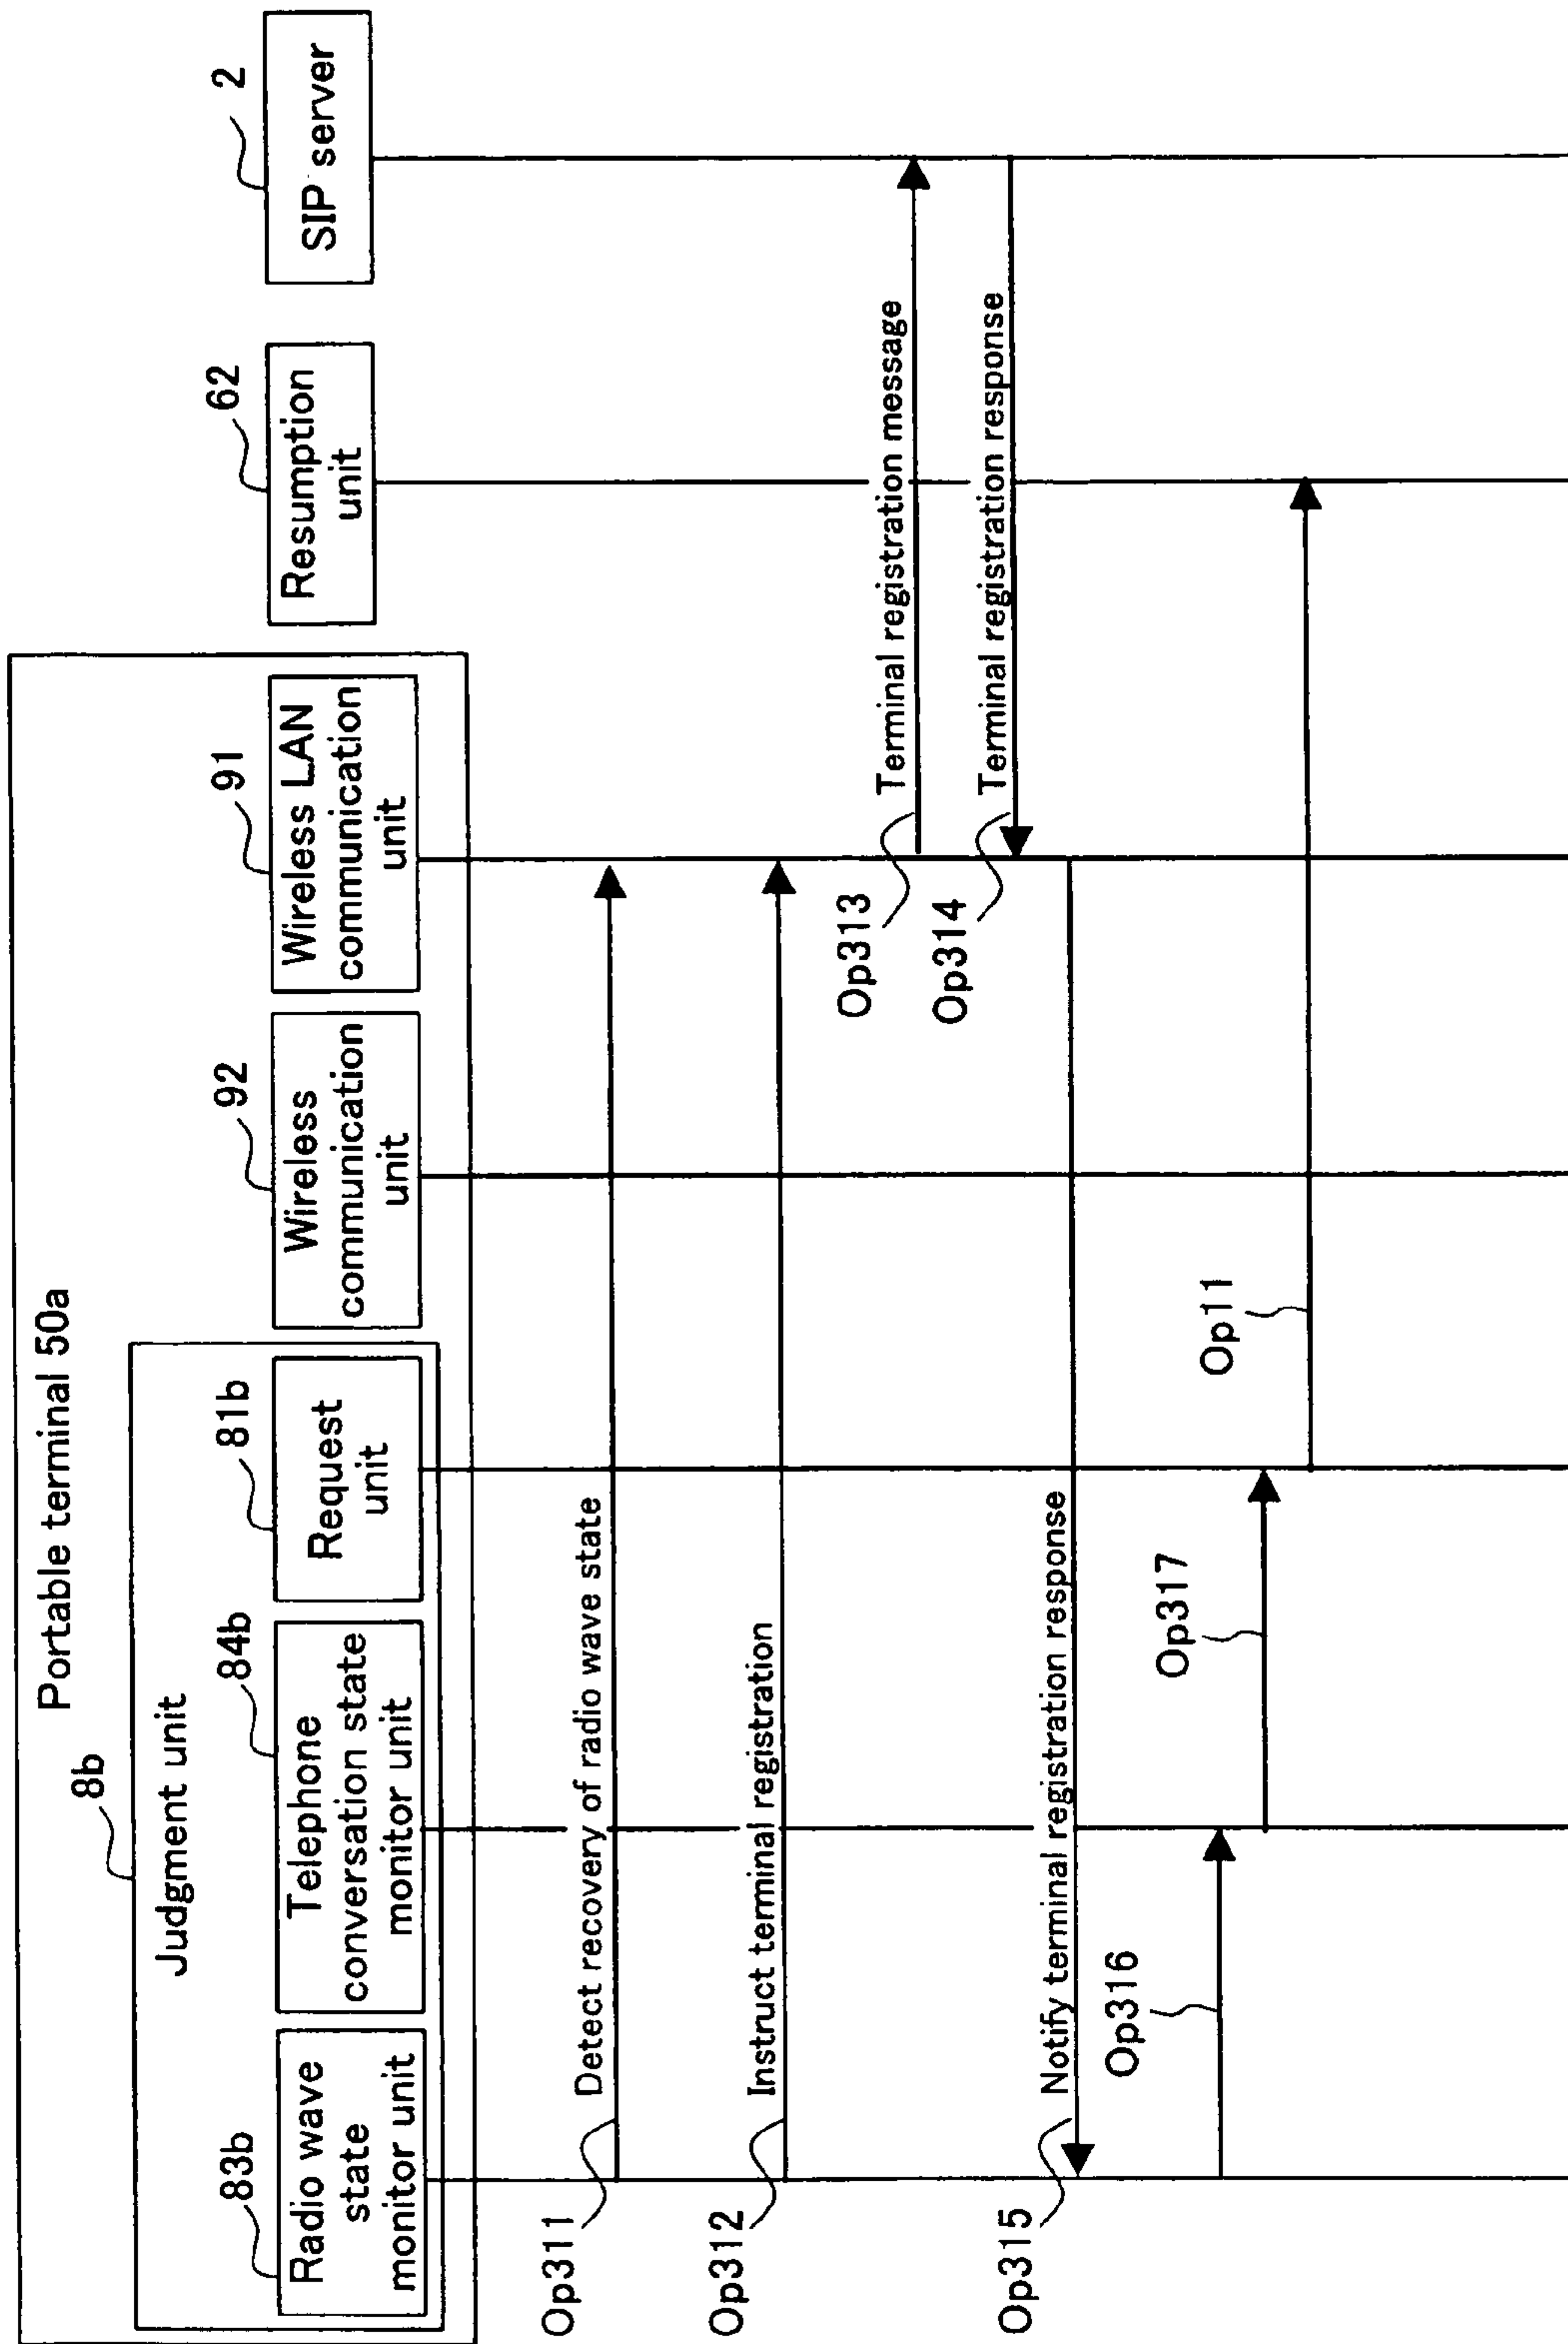 Portable terminal 50a
8b
Judgment unit
83b
Radio wave
state
monitor unit
84b
Telephone
conversation state
monitor unit
81b
Request
unit
92
Wireless
communication
unit
91
Wireless LAN
communication
unit
62
Resumption
unit
2
SIP server
Op311
Detect recovery of radio wave state
Op312
Instruct terminal registration
Op313
Terminal registration message
Op314
Terminal registration response
Op315
Notify terminal registration response
Op316
Op317
Op11